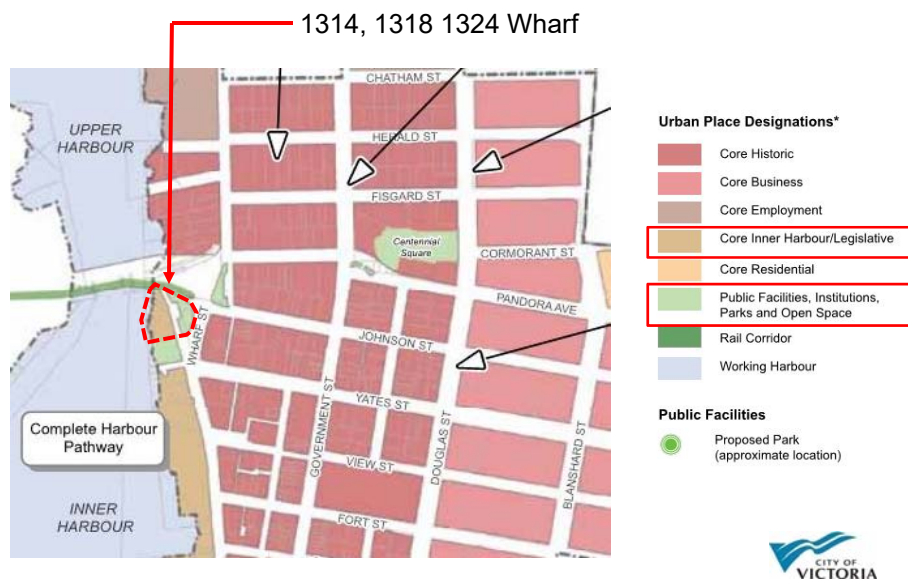 1314, 1318 1324 Wharf
CHATHAM ST
UPPER
HARBOUR
HERALD ST
FISGARD ST
Centennial
Square
CORMORANT ST
PANDORA AVE
WHARF ST
JOHNSON ST
GOVERNMENT ST
YATES ST
DOUGLAS ST
BLANSHARD ST
Complete Harbour
Pathway
VIEW ST
INNER
HARBOUR
FORT ST
Urban Place Designations*
Core Historic
Core Business
Core Employment
Core Inner Harbour/Legislative
Core Residential
Public Facilities, Institutions,
Parks and Open Space
Rail Corridor
Working Harbour
Public Facilities
Proposed Park
(approximate location)
CITY OF
VICTORIA